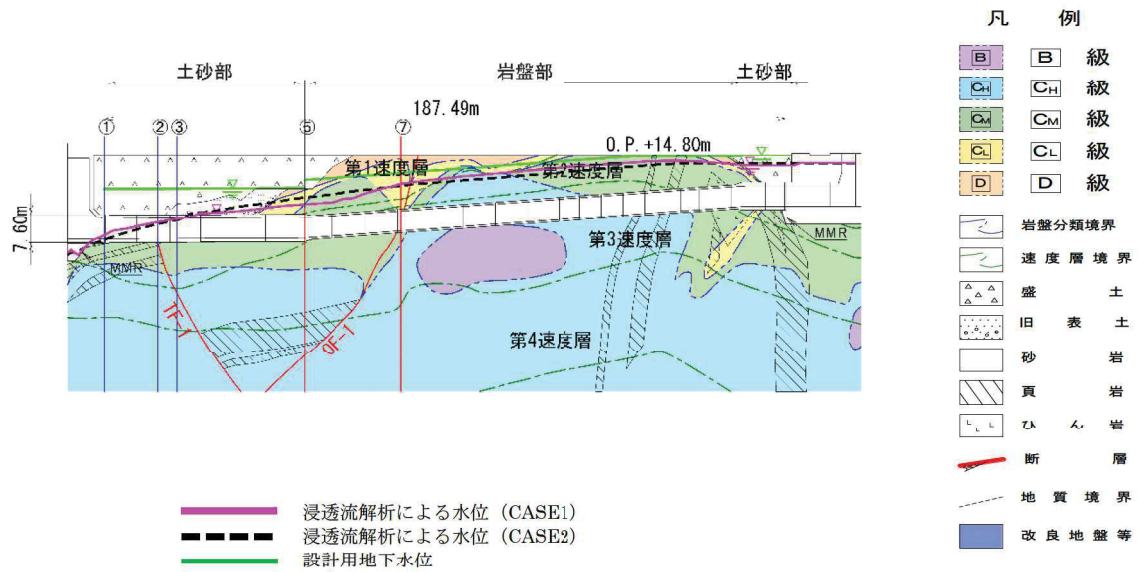 土砂部
岩盤部
土砂部
187.49m
① ② ③ ⑤ ⑦
O.P.+14.80m
第1速度層
第2速度層
第3速度層
第4速度層
7.60m
MMR
MMR
TF-1
OF-1
浸透流解析による水位（CASE1）
浸透流解析による水位（CASE2）
設計用地下水位
凡 例
B B 級
CH CH 級
CM CM 級
CL CL 級
D D 級
岩盤分類境界
速度層境界
盛 土
旧 表 土
砂 岩
頁 岩
ひ ん 岩
断 層
地 質 境 界
改 良 地 盤 等